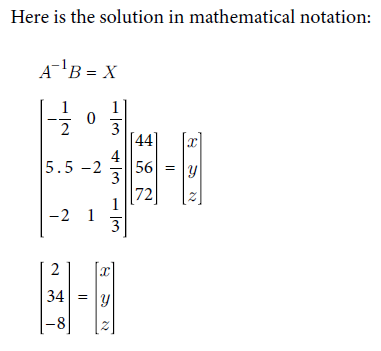 Here is the solution in mathematical notation:
A⁻¹B = X
[-1/2 0 1/3; 5.5 -2 4/3; -2 1 1/3] [44; 56; 72] = [x; y; z]
[2; 34; -8] = [x; y; z]